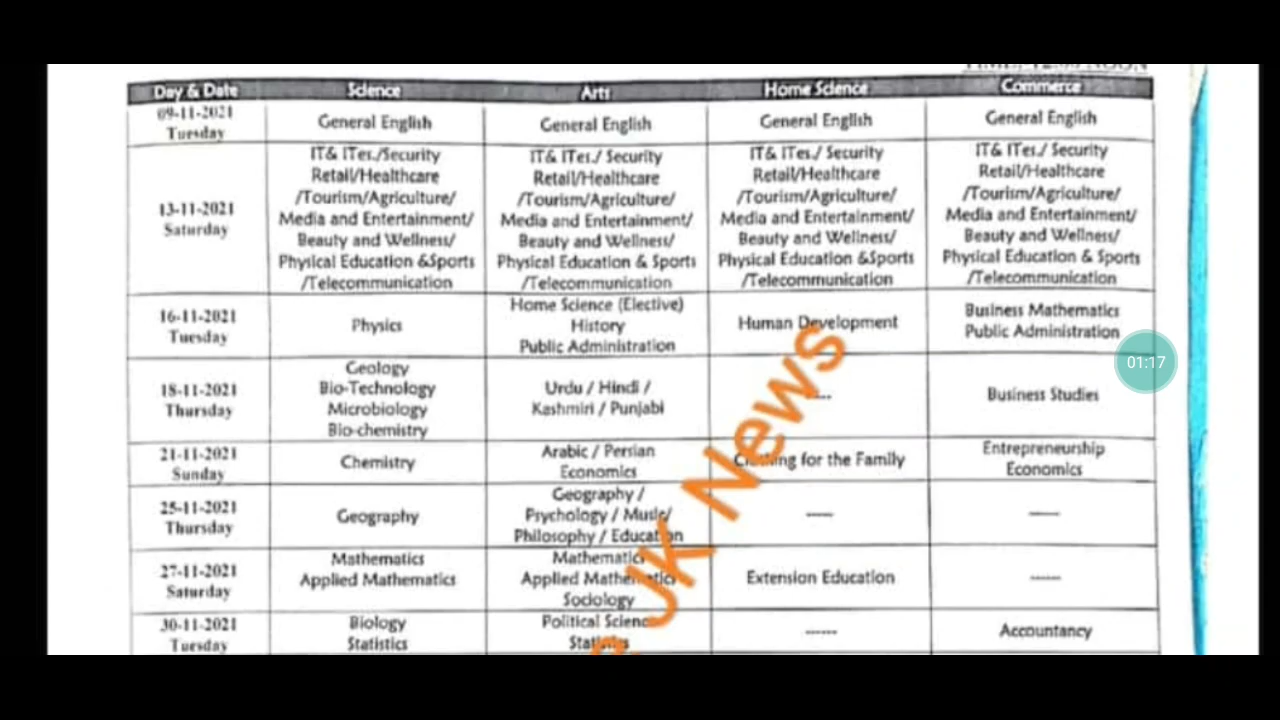 Day & Date Science Arts Home Science Commerce
09-11-2021
Tuesday
General English
General English
General English
General English
13-11-2021
Saturday
IT& ITes./Security
Retail/Healthcare
/Tourism/Agriculture/
Media and Entertainment/
Beauty and Wellness/
Physical Education &Sports
/Telecommunication
IT& ITes./ Security
Retail/Healthcare
/Tourism/Agriculture/
Media and Entertainment/
Beauty and Wellness/
Physical Education & Sports
/Telecommunication
IT& ITes./ Security
Retail/Healthcare
/Tourism/Agriculture/
Media and Entertainment/
Beauty and Wellness/
Physical Education &Sports
/Telecommunication
IT& ITes./ Security
Retail/Healthcare
/Tourism/Agriculture/
Media and Entertainment/
Beauty and Wellness/
Physical Education & Sports
/Telecommunication
16-11-2021
Tuesday
Physics
Home Science (Elective)
History
Public Administration
Human Development
Business Mathematics
Public Administration
18-11-2021
Thursday
Geology
Bio-Technology
Microbiology
Bio-chemistry
Urdu / Hindi /
Kashmiri / Punjabi
----
Business Studies
21-11-2021
Sunday
Chemistry
Arabic / Persian
Economics
Clothing for the Family
Entrepreneurship
Economics
25-11-2021
Thursday
Geography
Geography /
Psychology / Music/
Philosophy / Education
-----
-----
27-11-2021
Saturday
Mathematics
Applied Mathematics
Mathematics
Applied Mathematics
Sociology
Extension Education
------
30-11-2021
Tuesday
Biology
Statistics
Political Science
Statistics
------
Accountancy
JK News
01:17